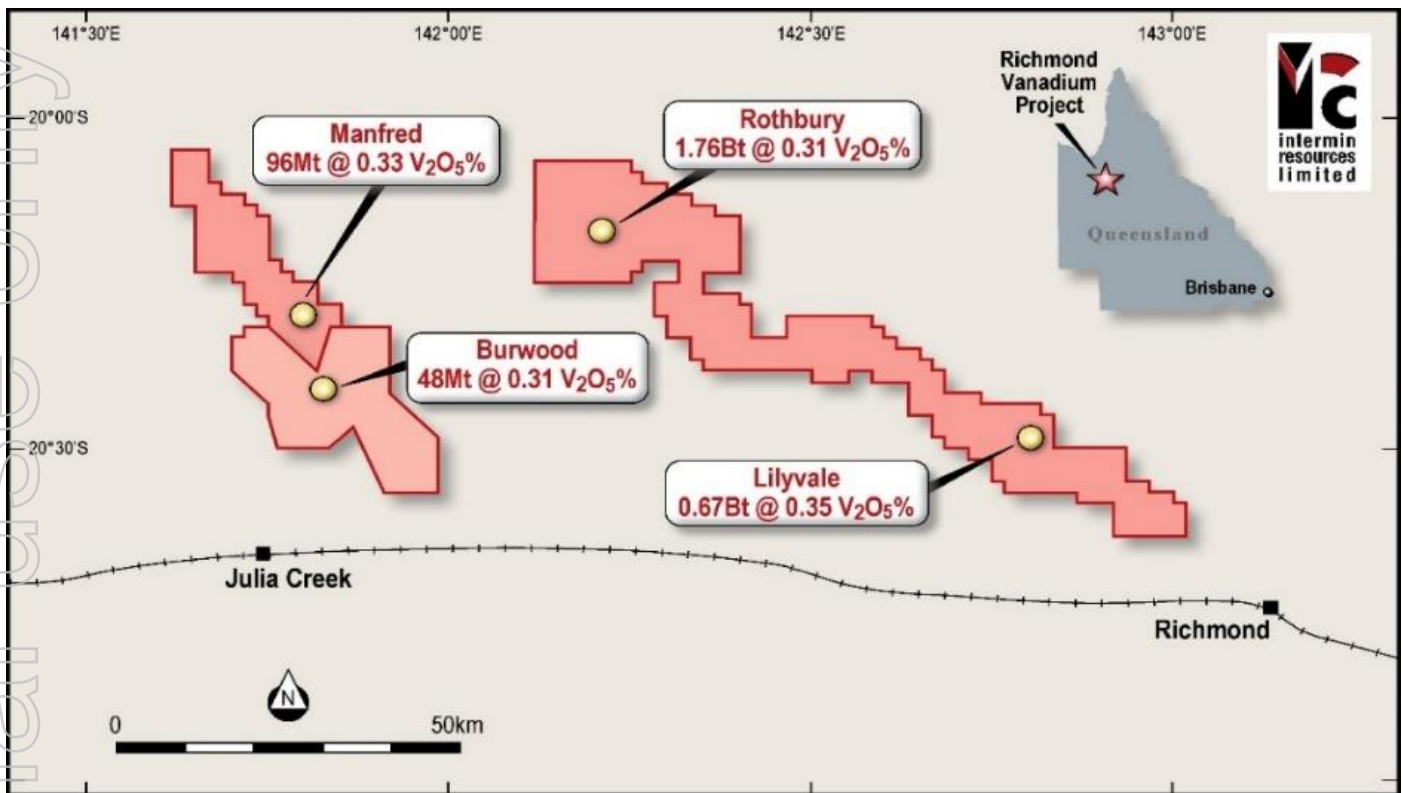 141°30'E
142°00'E
142°30'E
143°00'E
20°00'S
20°30'S
Manfred
96Mt @ 0.33 V₂O₅%
Rothbury
1.76Bt @ 0.31 V₂O₅%
Richmond
Vanadium
Project
Queensland
Brisbane
intermin
resources
limited
Burwood
48Mt @ 0.31 V₂O₅%
Lilyvale
0.67Bt @ 0.35 V₂O₅%
Julia Creek
Richmond
N
0
50km